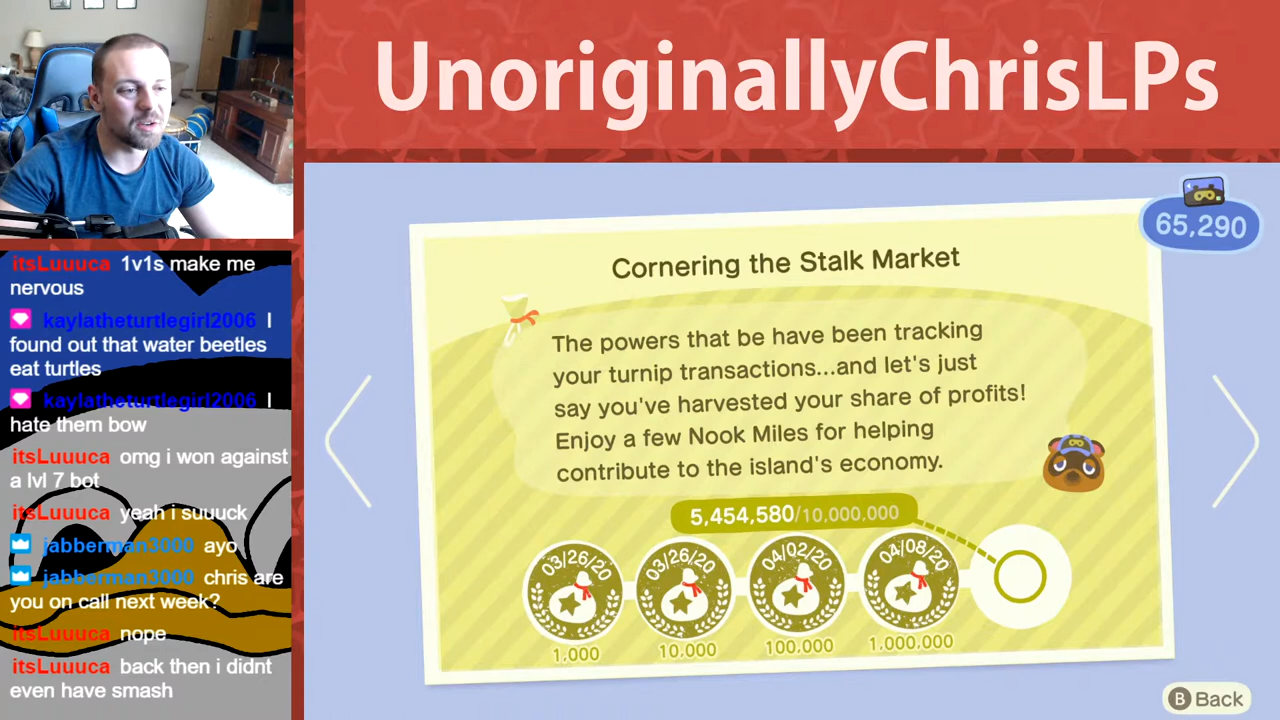 UnoriginallyChrisLPs
65,290
Cornering the Stalk Market
The powers that be have been tracking
your turnip transactions...and let's just
say you've harvested your share of profits!
Enjoy a few Nook Miles for helping
contribute to the island's economy.
5,454,580/10,000,000
03/26/20
03/26/20
04/02/20
04/08/20
1,000
10,000
100,000
1,000,000
B Back
itsLuuuca 1v1s make me
nervous
kaylatheturtlegirl2006 I
found out that water beetles
eat turtles
kaylatheturtlegirl2006 I
hate them bow
itsLuuuca omg i won against
a lvl 7 bot
itsLuuuca yeah i suuuck
jabberman3000 ayo
jabberman3000 chris are
you on call next week?
itsLuuuca nope
itsLuuuca back then i didnt
even have smash